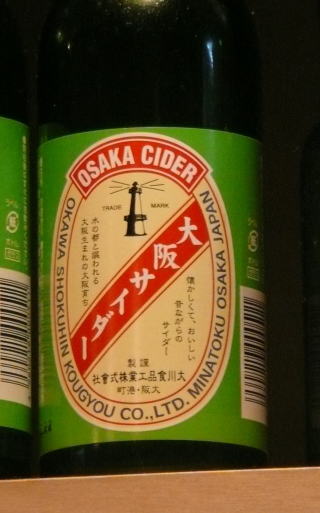 OSAKA CIDER
TRADE MARK
大阪サイダー
水の都と謳われる
大阪生まれの大阪育ち
懐かしくて、おいしい
昔ながらの
サイダー
謹製
大川食品工業株式会社
大阪・港町
OKAWA SHOKUHIN KOUGYOU CO.,LTD. MINATOKU OSAKA JAPAN